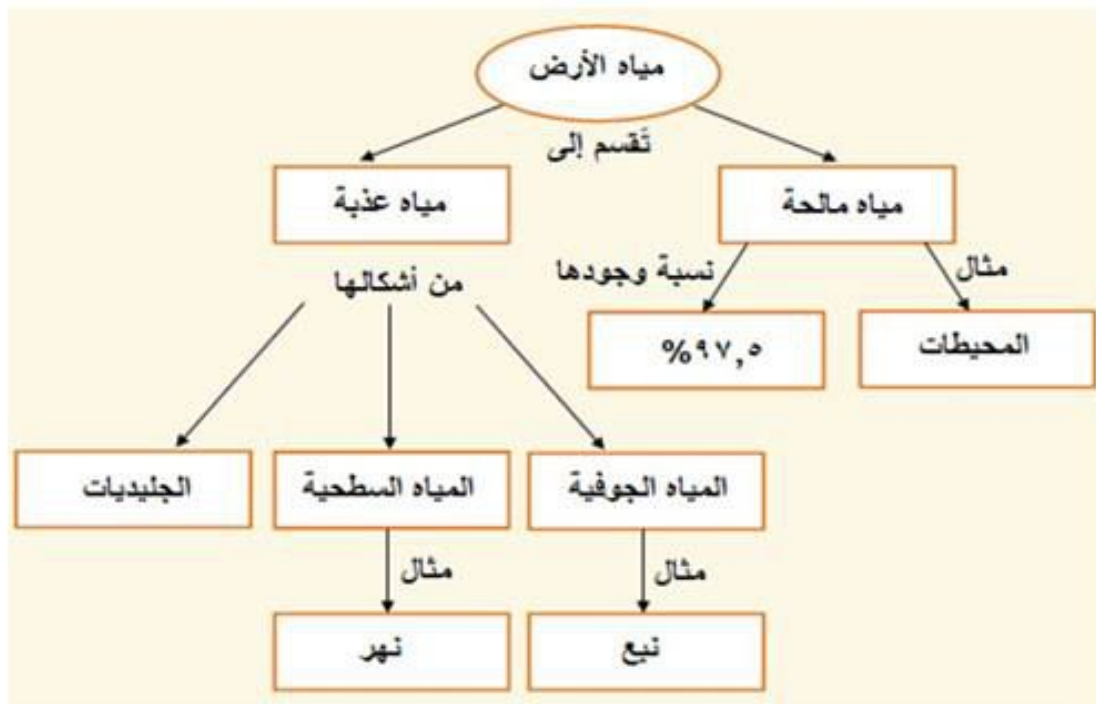 مياه الأرض
تُقسم إلى
مياه مالحة
مياه عذبة
مثال
نسبة وجودها
من أشكالها
المحيطات
%٩٧,٥
المياه الجوفية
المياه السطحية
الجليديات
مثال
مثال
نبع
نهر